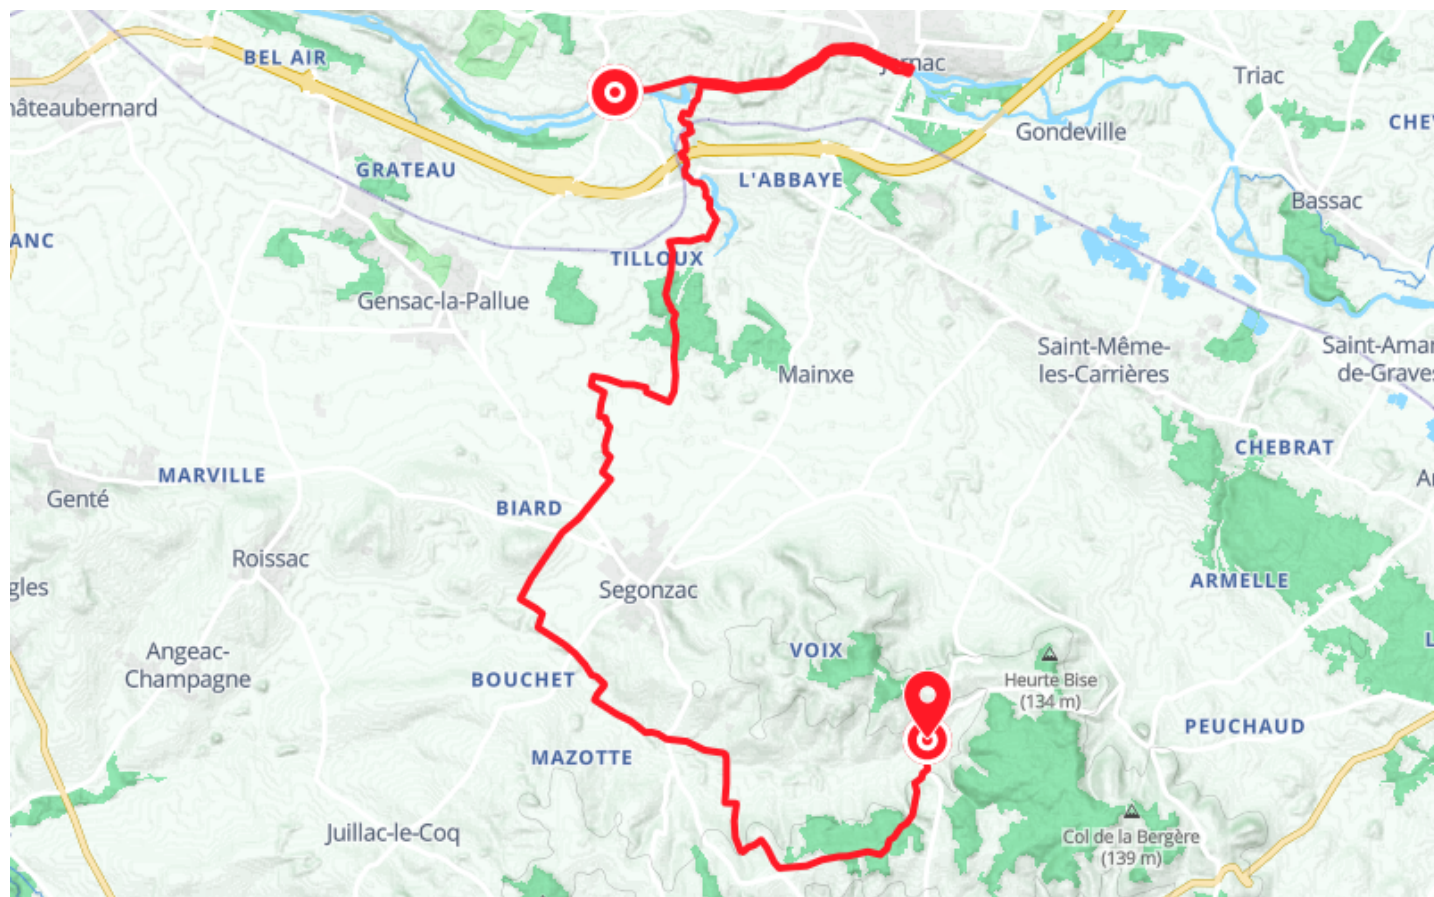 BEL AIR
Triac
hâteaubernard
CHE
Gondeville
GRATEAU
L'ABBAYE
Bassac
ANC
TILLOUX
Gensac-la-Pallue
Saint-Même-
les-Carrières
Saint-Amar
de-Graves
Mainxe
CHEBRAT
MARVILLE
Genté
BIARD
Roissac
Segonzac
ARMELLE
gles
Angeac-
Champagne
VOIX
BOUCHET
Heurte Bise
(134 m)
PEUCHAUD
MAZOTTE
Juillac-le-Coq
Col de la Bergère
(139 m)